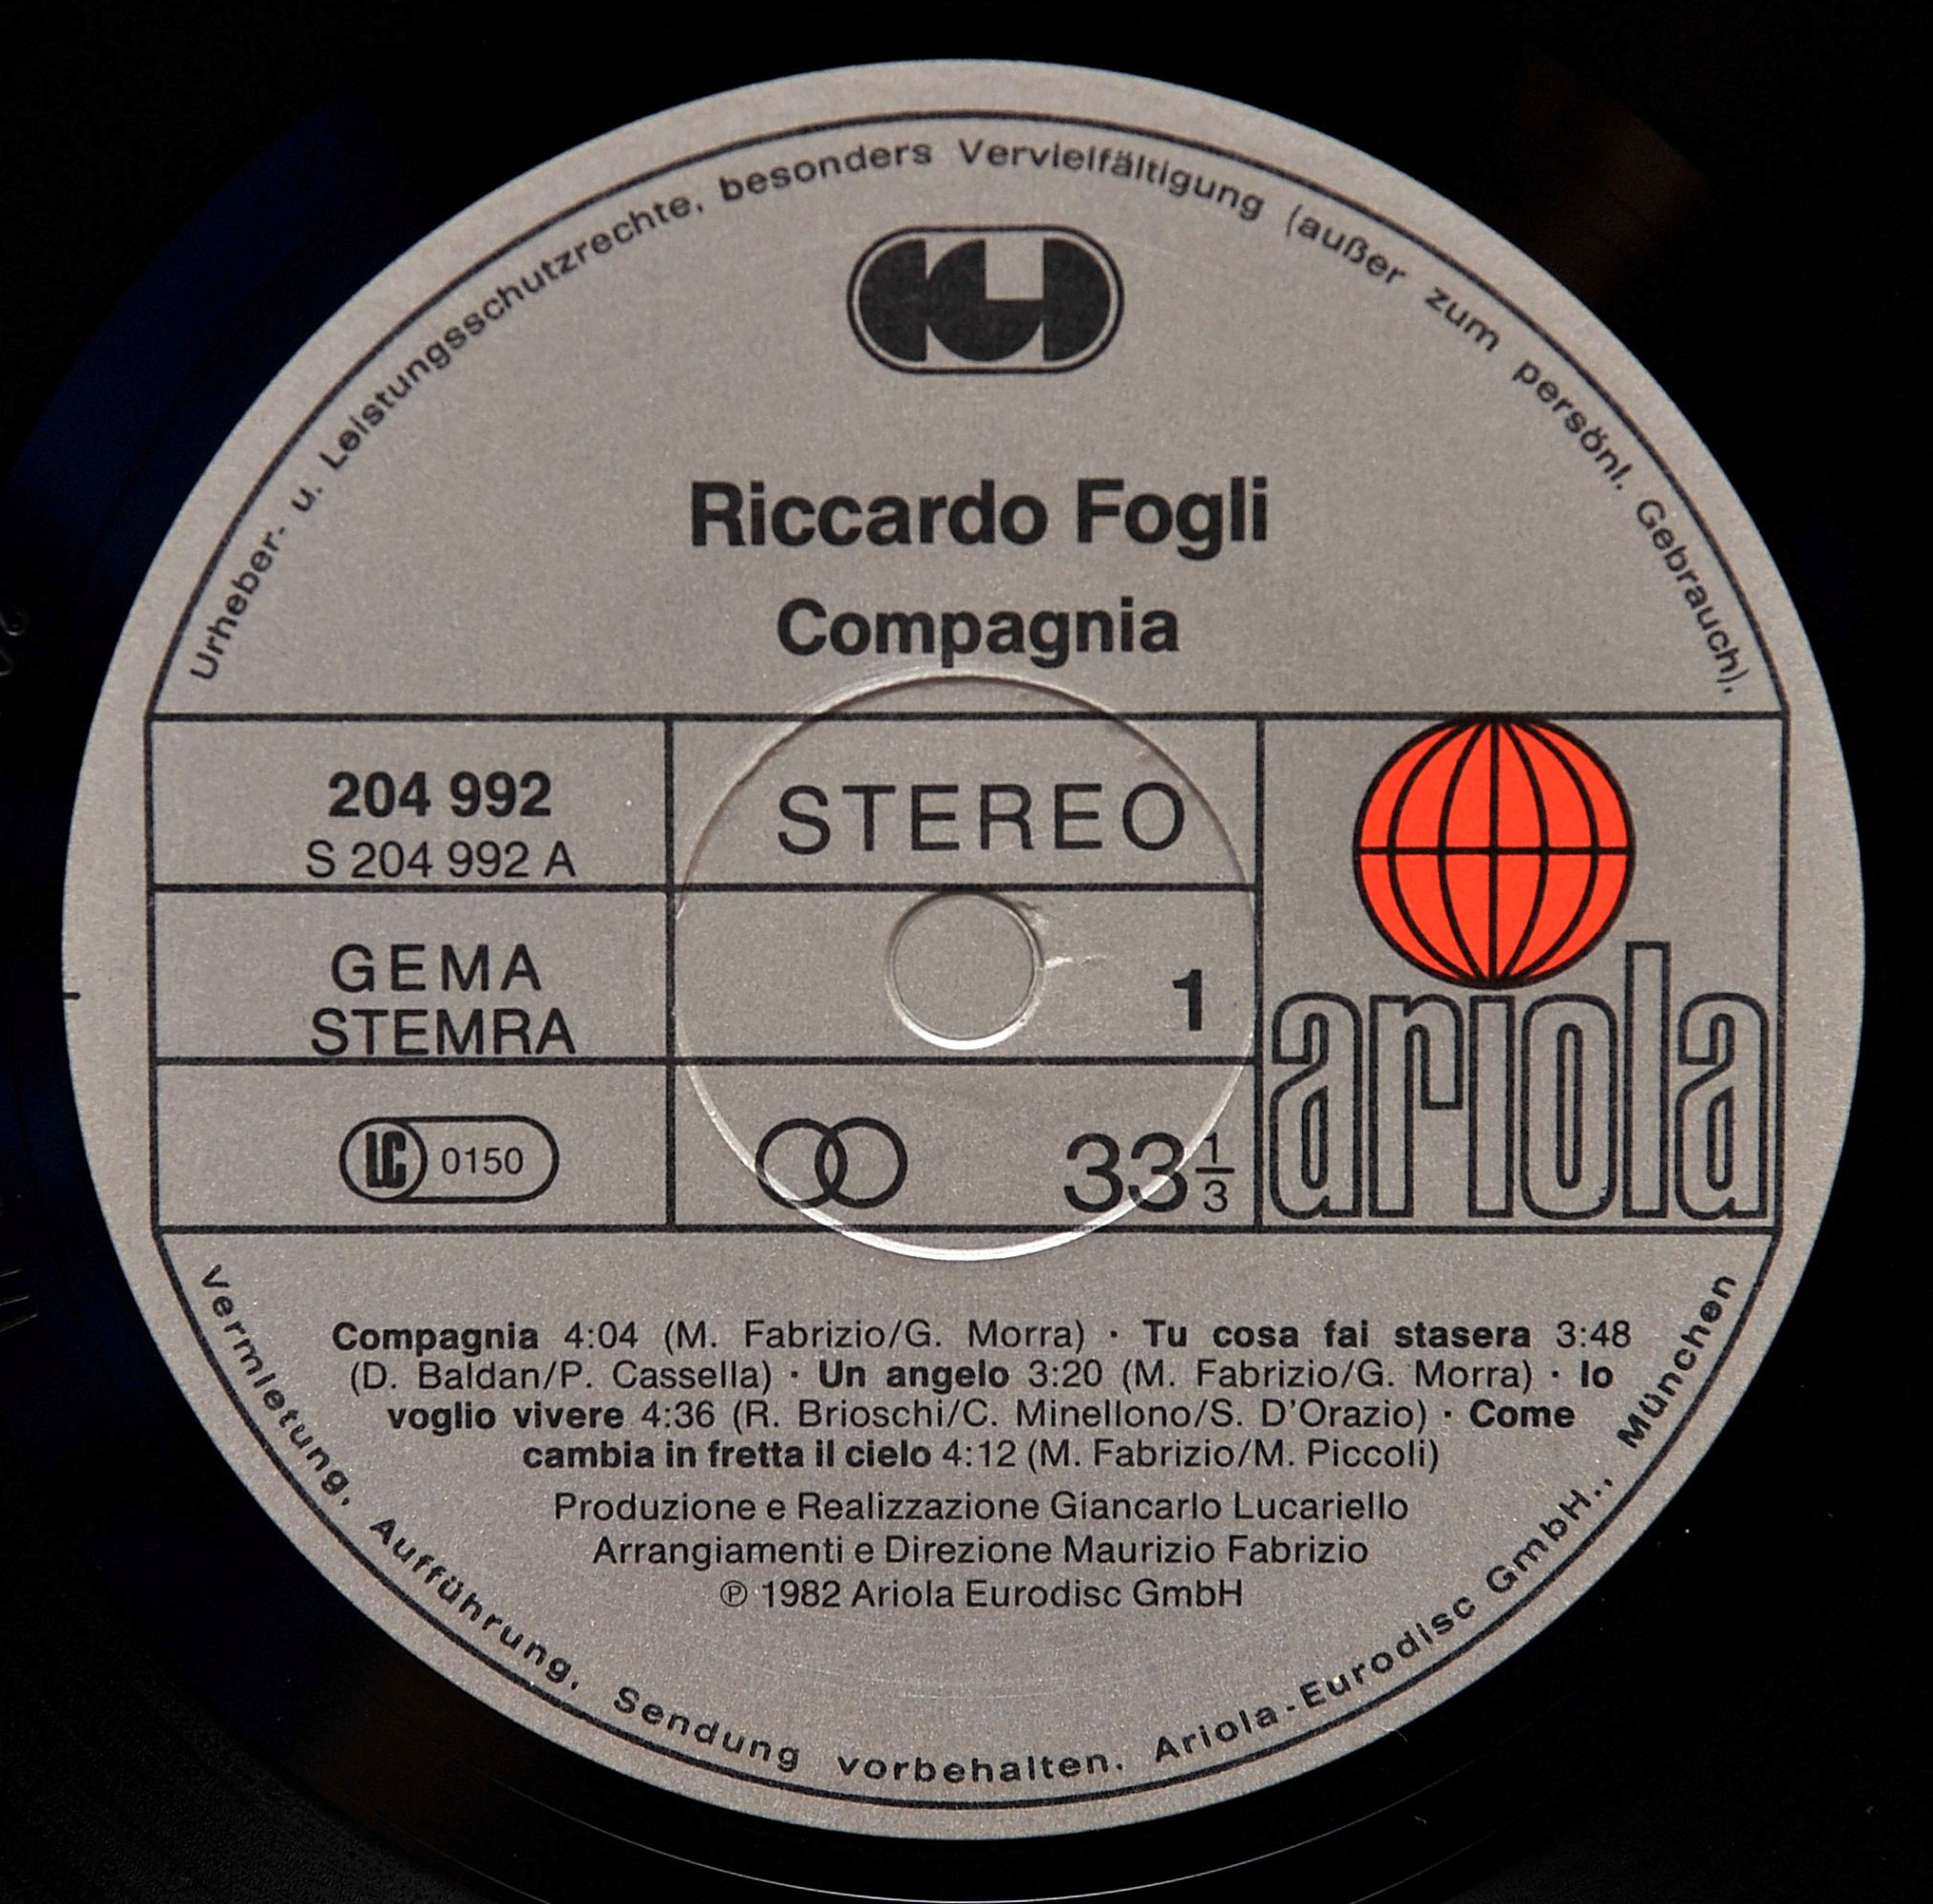 Urheber- u. Leistungsschutzrechte, besonders Vervielfältigung (außer zum persönl. Gebrauch),
Riccardo Fogli
Compagnia
204 992
S 204 992 A
STEREO
GEMA
STEMRA
1
LC 0150
33 1/3
ariola
Compagnia 4:04 (M. Fabrizio/G. Morra) · Tu cosa fai stasera 3:48
(D. Baldan/P. Cassella) · Un angelo 3:20 (M. Fabrizio/G. Morra) · Io
voglio vivere 4:36 (R. Brioschi/C. Minellono/S. D'Orazio) · Come
cambia in fretta il cielo 4:12 (M. Fabrizio/M. Piccoli)
Produzione e Realizzazione Giancarlo Lucariello
Arrangiamenti e Direzione Maurizio Fabrizio
℗ 1982 Ariola Eurodisc GmbH
Vermietung, Aufführung, Sendung vorbehalten. Ariola-Eurodisc GmbH., München